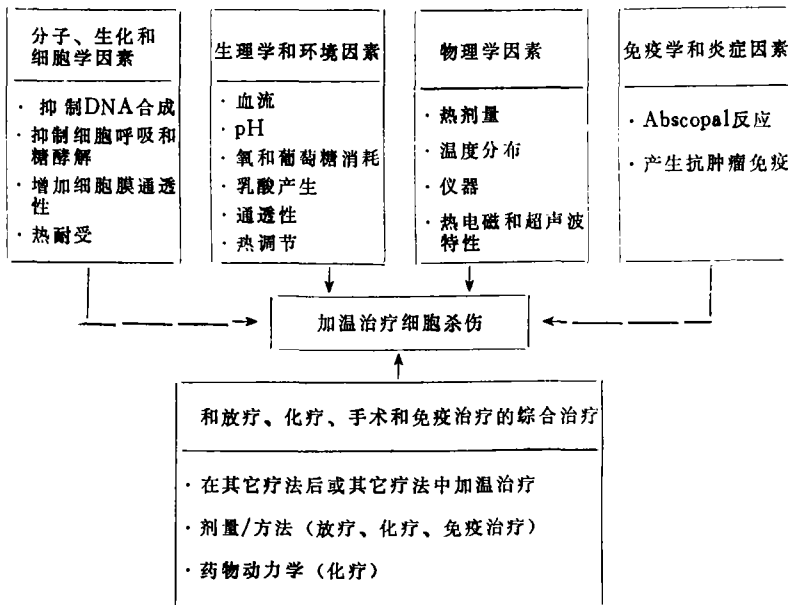 分子、生化和
细胞学因素
· 抑制DNA合成
· 抑制细胞呼吸和
糖酵解
· 增加细胞膜通透
性
· 热耐受
生理学和环境因素
· 血流
· pH
· 氧和葡萄糖消耗
· 乳酸产生
· 通透性
· 热调节
物理学因素
· 热剂量
· 温度分布
· 仪器
· 热电磁和超声波
特性
免疫学和炎症因素
· Abscopal反应
· 产生抗肿瘤免疫
加温治疗细胞杀伤
和放疗、化疗、手术和免疫治疗的综合治疗
· 在其它疗法后或其它疗法中加温治疗
· 剂量/方法（放疗、化疗、免疫治疗）
· 药物动力学（化疗）